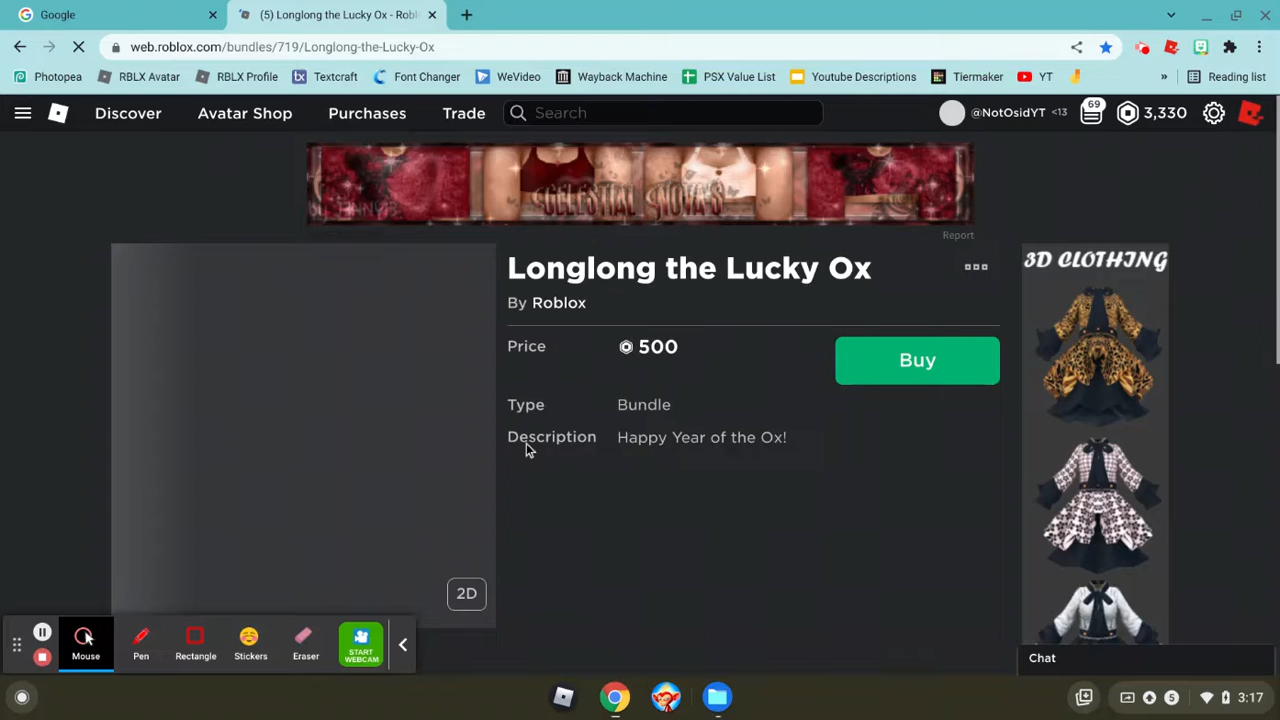 Google
(5) Longlong the Lucky Ox - Robl
web.roblox.com/bundles/719/Longlong-the-Lucky-Ox
Photopea
RBLX Avatar
RBLX Profile
Textcraft
Font Changer
WeVideo
Wayback Machine
PSX Value List
Youtube Descriptions
Tiermaker
YT
»
Reading list
Discover
Avatar Shop
Purchases
Trade
Search
@NotOsidYT <13
69
3,330
CELESTIAL NOVA'S
Report
Longlong the Lucky Ox
By Roblox
Price
500
Buy
Type
Bundle
Description
Happy Year of the Ox!
2D
3D CLOTHING
Mouse
Pen
Rectangle
Stickers
Eraser
START
WEBCAM
Chat
5
3:17